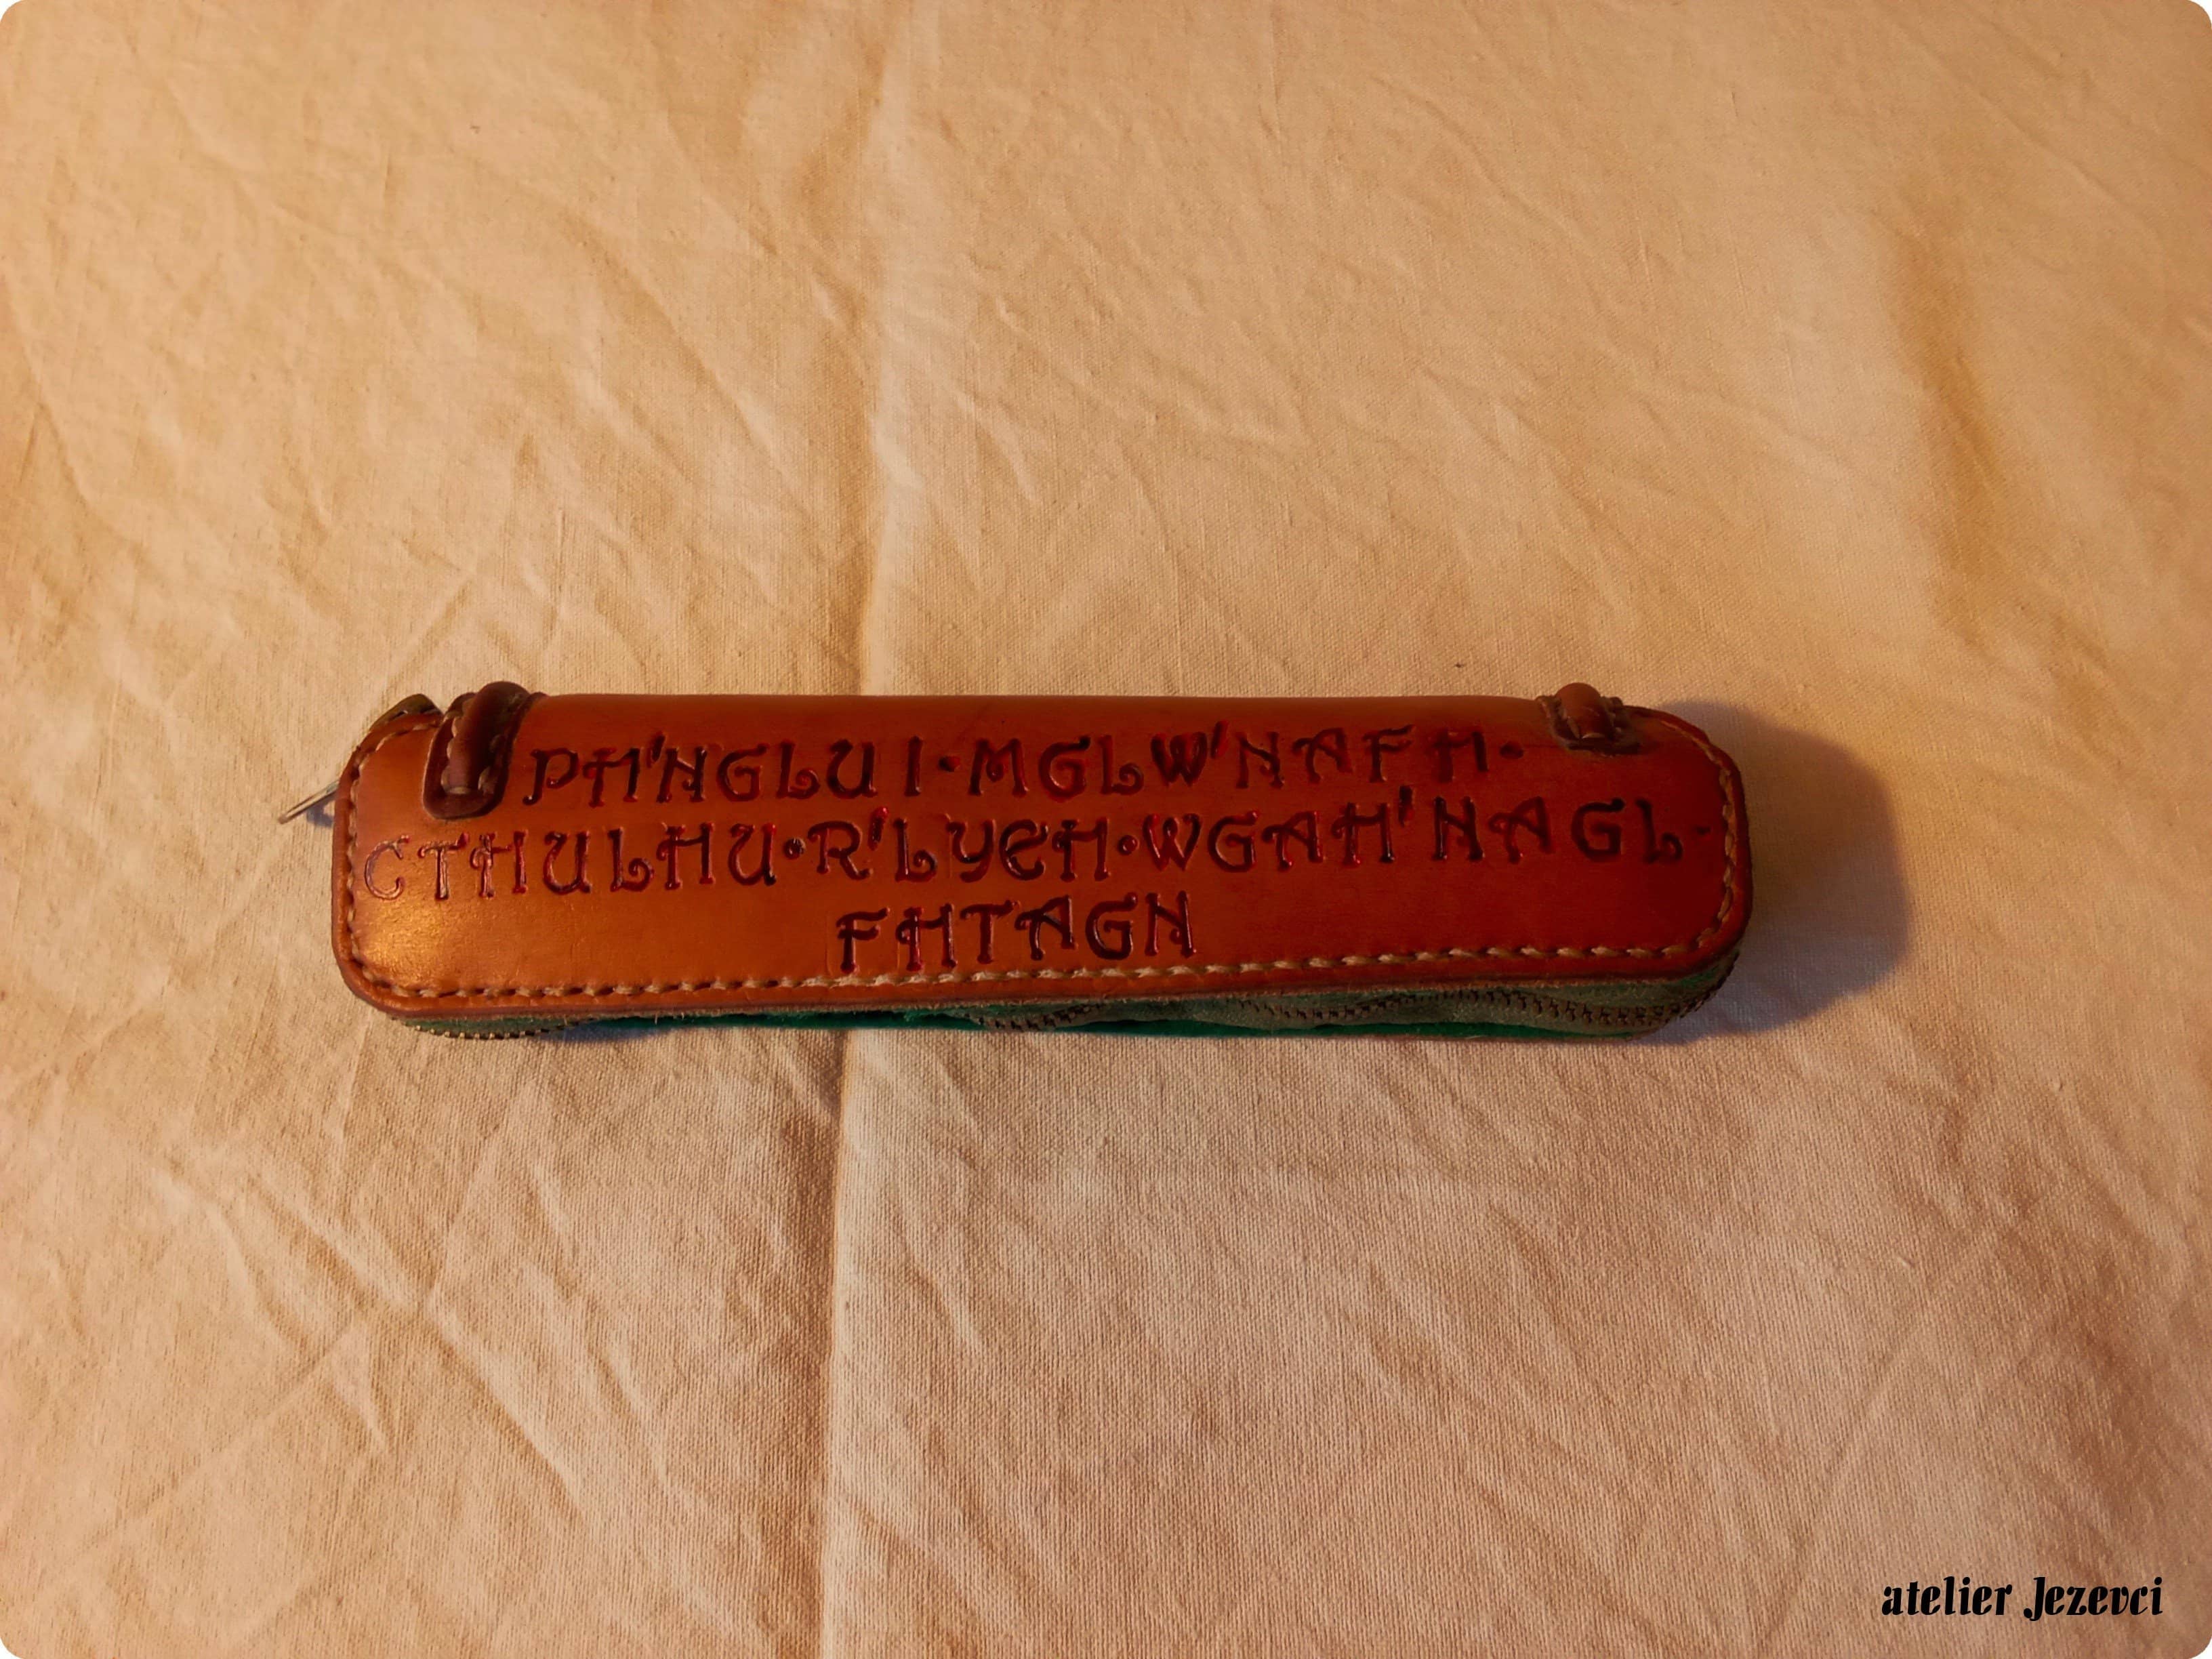 PH'NGLUI·MGLW'NAFH·
CTHULHU·R'LYEH·WGAH'NAGL·
FHTAGN
atelier Jezevci